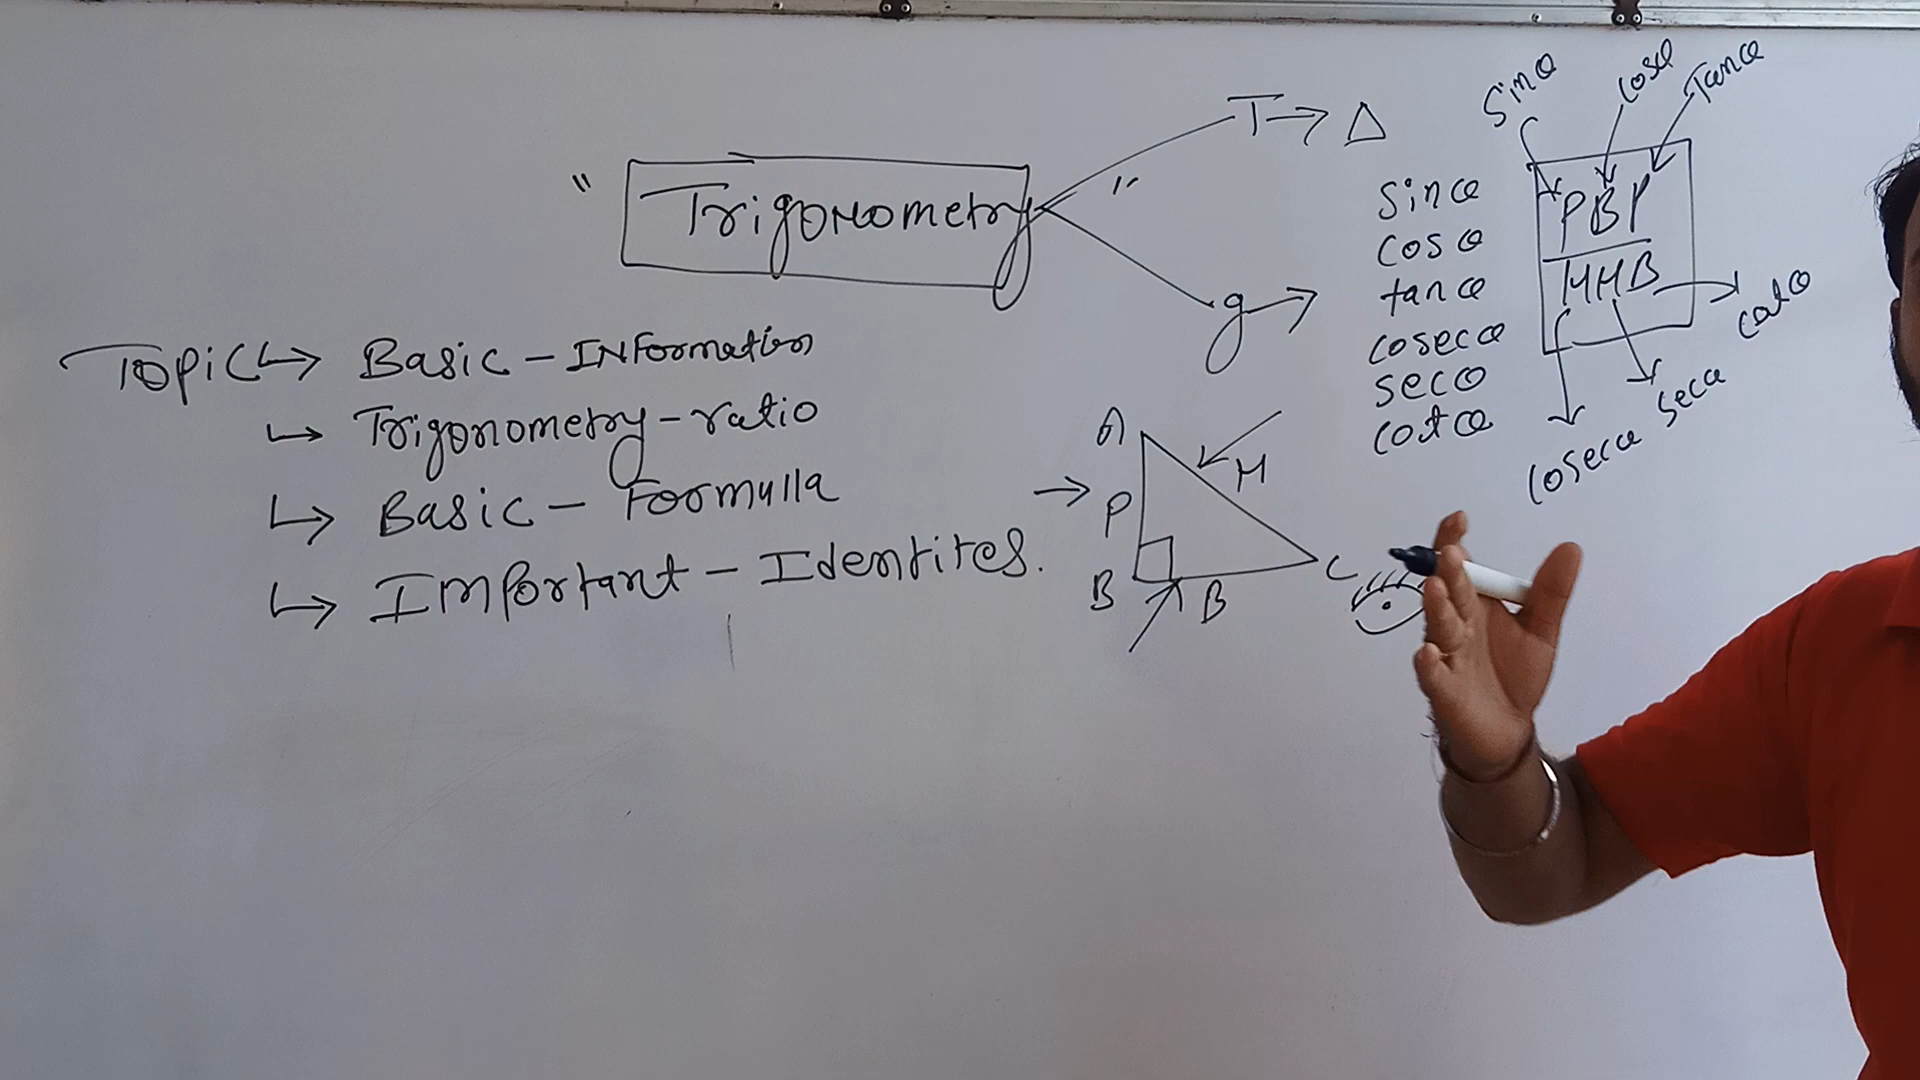 "Trigonometry"
T → Δ
g →
Topic ↳ Basic - INFormation
↳ Trigonometry - ratio
↳ Basic - Formulla
↳ Important - Identites.
Sinθ
cosθ
tanθ
cosecθ
secθ
cotθ
Sinθ cosθ Tanθ
PBP
HHB
cosecθ secθ cotθ
A
P H
B B C